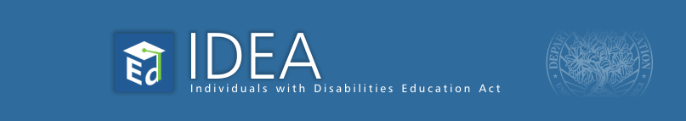 Ed
IDEA
Individuals with Disabilities Education Act